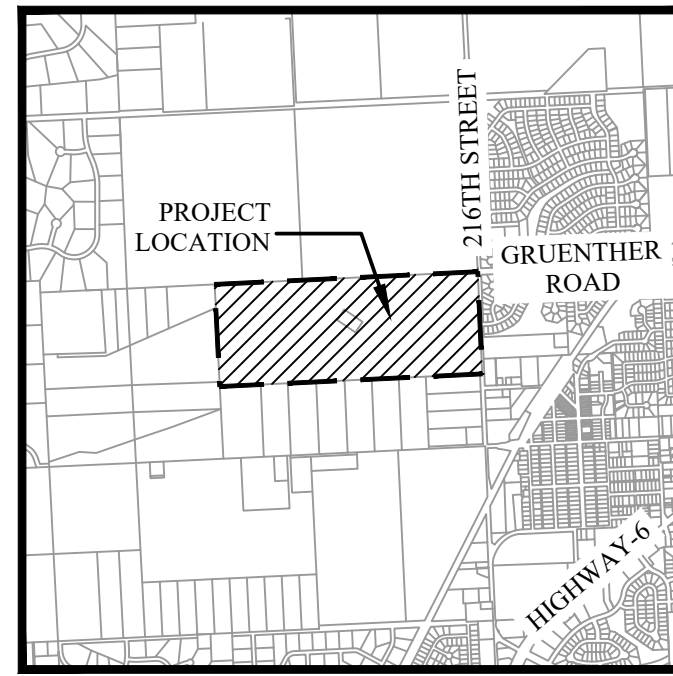 216TH STREET
PROJECT
LOCATION
GRUENTHER
ROAD
HIGHWAY-6